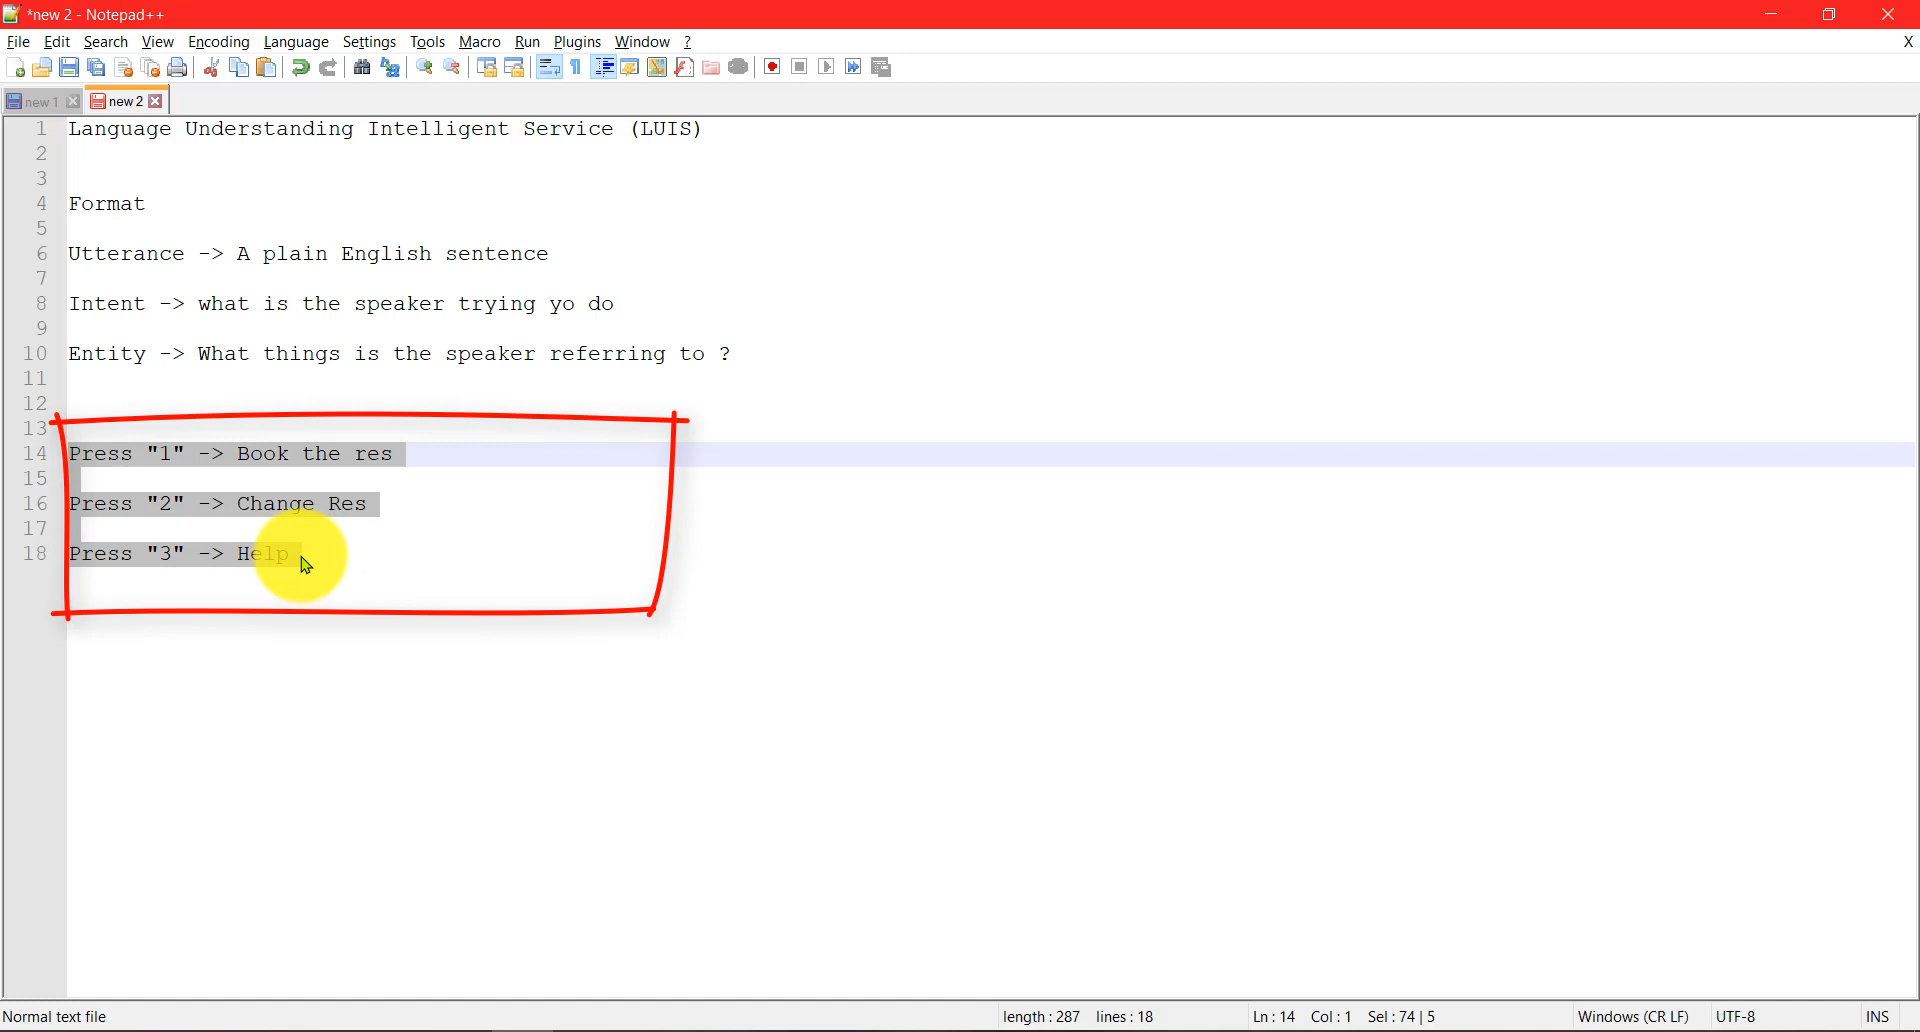 *new 2 - Notepad++
File Edit Search View Encoding Language Settings Tools Macro Run Plugins Window ? X
new 1 new 2
1 Language Understanding Intelligent Service (LUIS)
2
3
4 Format
5
6 Utterance -> A plain English sentence
7
8 Intent -> what is the speaker trying yo do
9
10 Entity -> What things is the speaker referring to ?
11
12
13
14 Press "1" -> Book the res
15
16 Press "2" -> Change Res
17
18 Press "3" -> Help
Normal text file length : 287 lines : 18 Ln : 14 Col : 1 Sel : 74 | 5 Windows (CR LF) UTF-8 INS